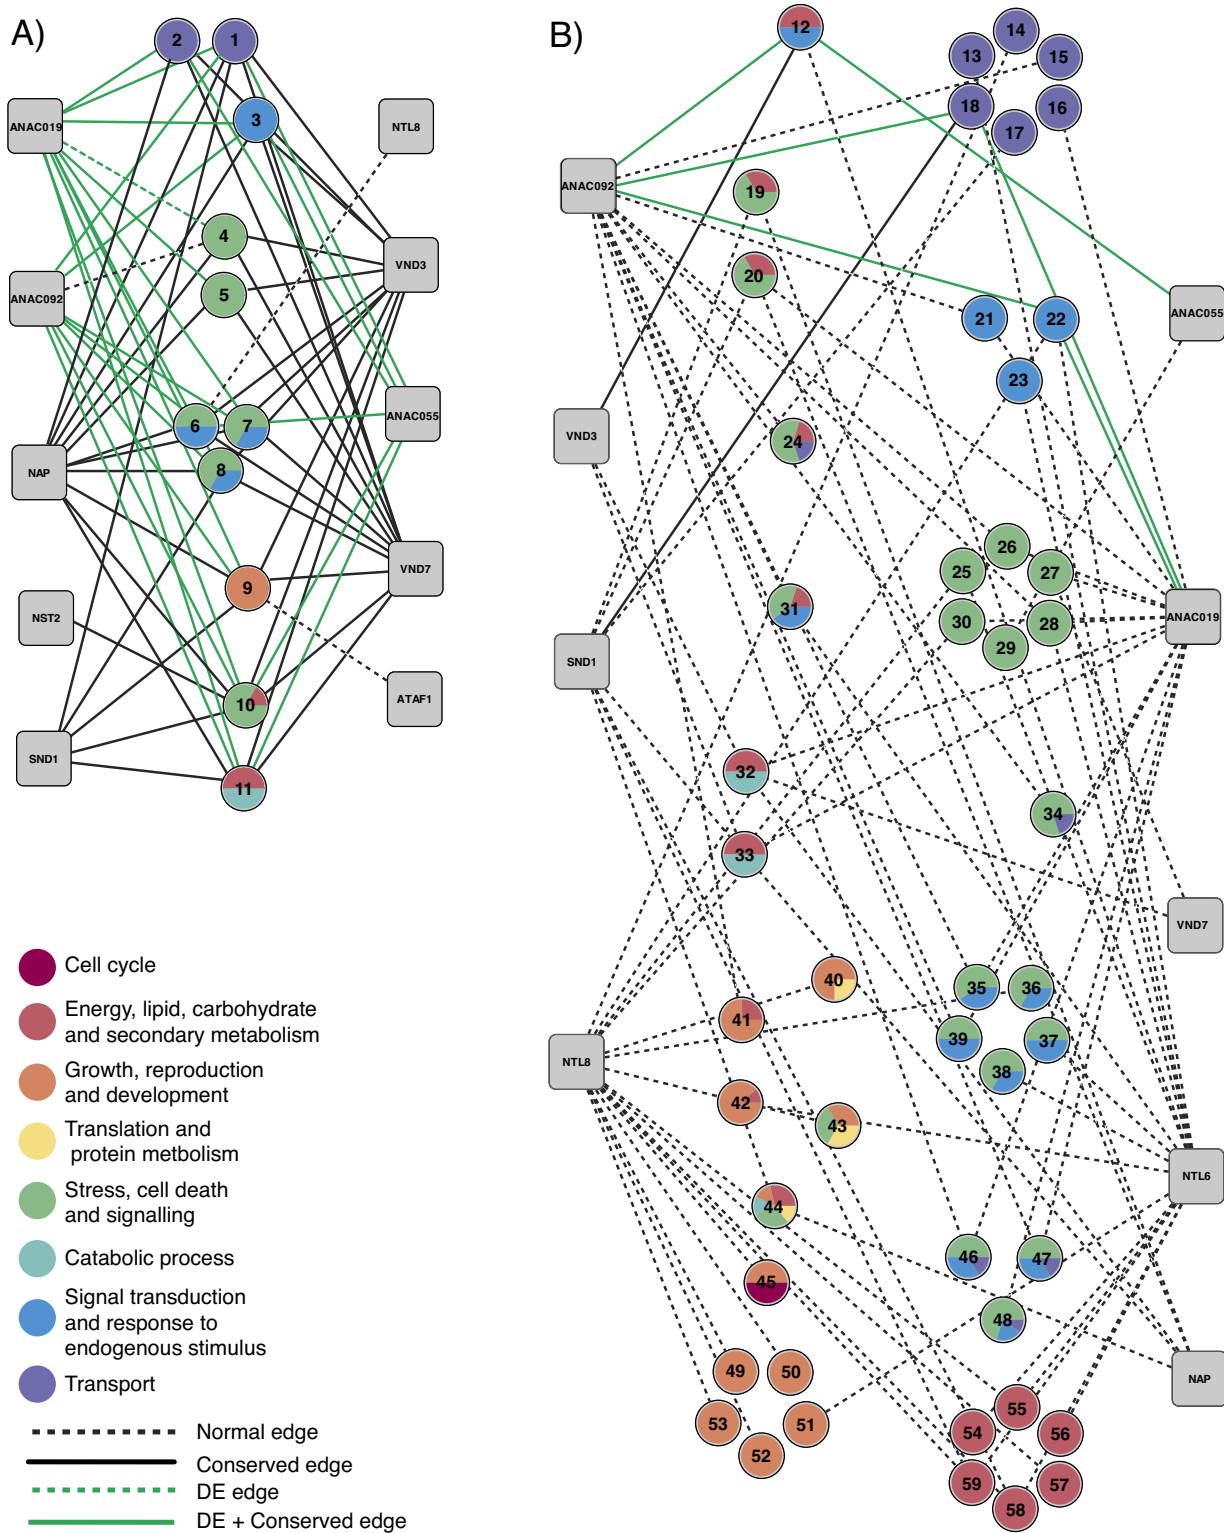 A)
2
1
ANAC019
3
NTL8
4
VND3
5
ANAC092
6
7
ANAC055
8
NAP
VND7
9
NST2
ATAF1
10
SND1
11
B)
12
13
14
15
18
17
16
ANAC092
19
20
21
22
ANAC055
23
VND3
24
25
26
27
30
29
28
ANAC019
31
SND1
32
34
33
VND7
40
35
36
41
39
37
NTL8
38
42
43
NTL6
44
46
47
45
48
49
50
NAP
53
51
52
54
55
56
59
58
57
Cell cycle
Energy, lipid, carbohydrate
and secondary metabolism
Growth, reproduction
and development
Translation and
protein metbolism
Stress, cell death
and signalling
Catabolic process
Signal transduction
and response to
endogenous stimulus
Transport
Normal edge
Conserved edge
DE edge
DE + Conserved edge